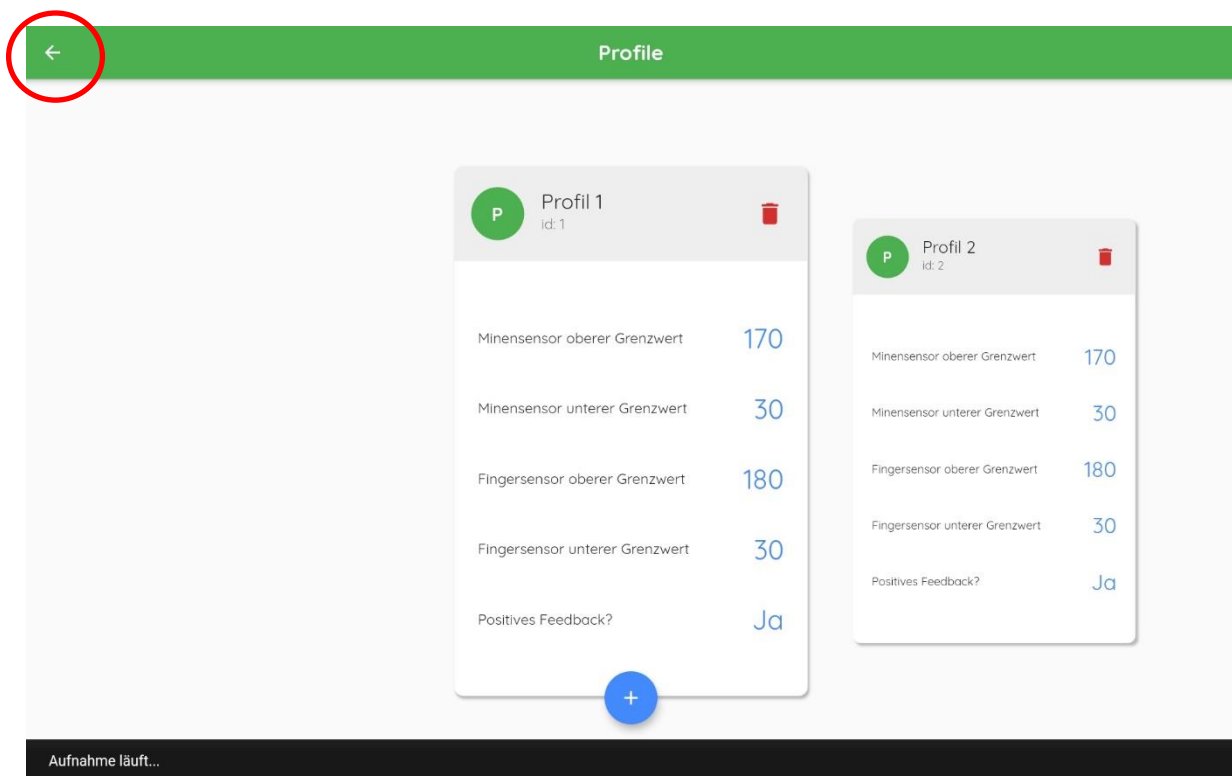 Profile
P
Profil 1
id: 1
Minensensor oberer Grenzwert 170
Minensensor unterer Grenzwert 30
Fingersensor oberer Grenzwert 180
Fingersensor unterer Grenzwert 30
Positives Feedback? Ja
P
Profil 2
id: 2
Minensensor oberer Grenzwert 170
Minensensor unterer Grenzwert 30
Fingersensor oberer Grenzwert 180
Fingersensor unterer Grenzwert 30
Positives Feedback? Ja
+
Aufnahme läuft...